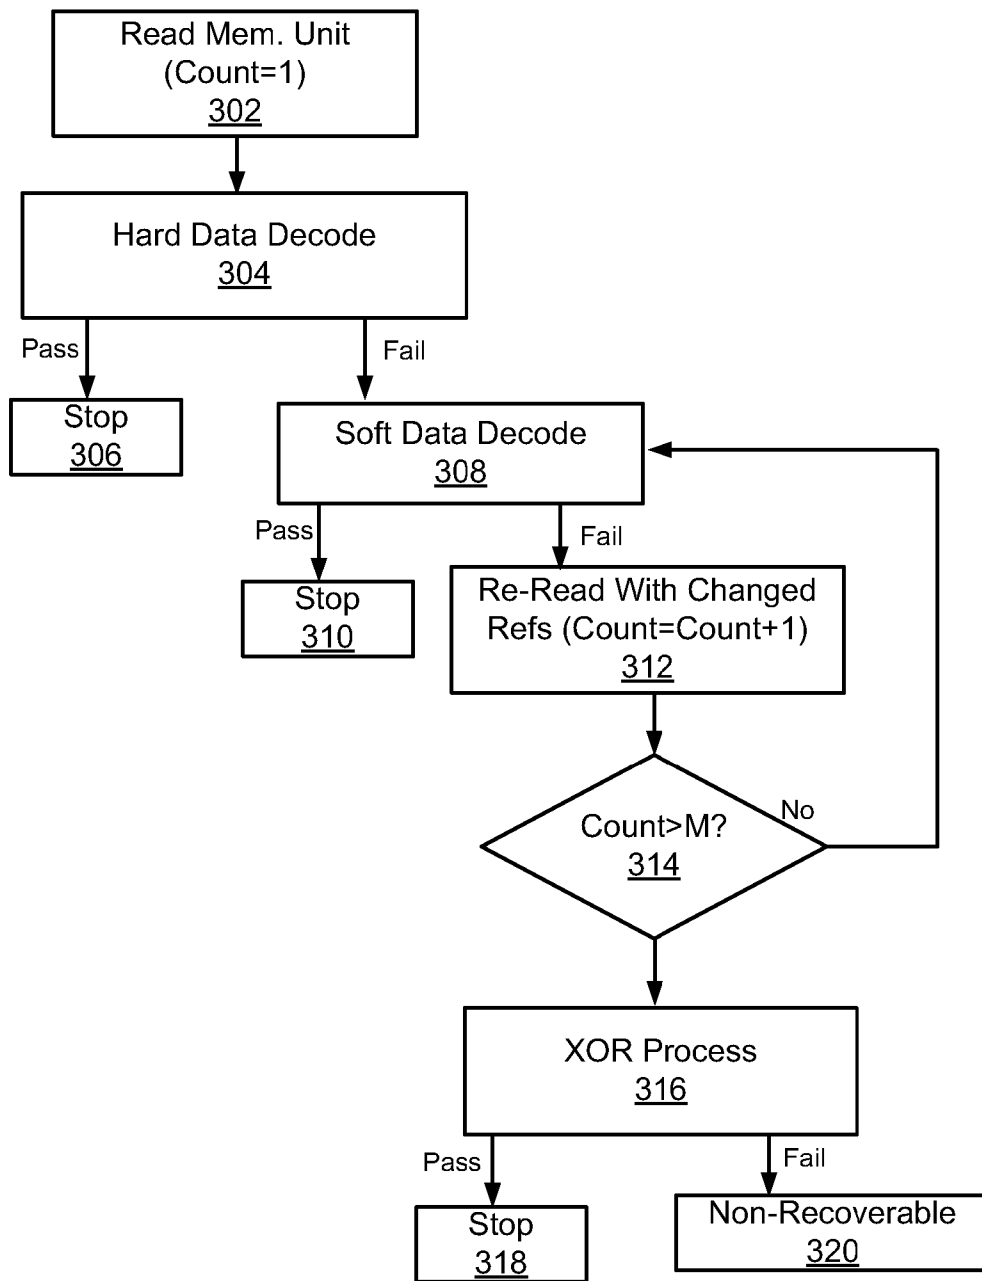 Read Mem. Unit
(Count=1)
302
Hard Data Decode
304
Pass
Fail
Stop
306
Soft Data Decode
308
Pass
Fail
Stop
310
Re-Read With Changed
Refs (Count=Count+1)
312
Count>M?
314
No
XOR Process
316
Pass
Fail
Stop
318
Non-Recoverable
320